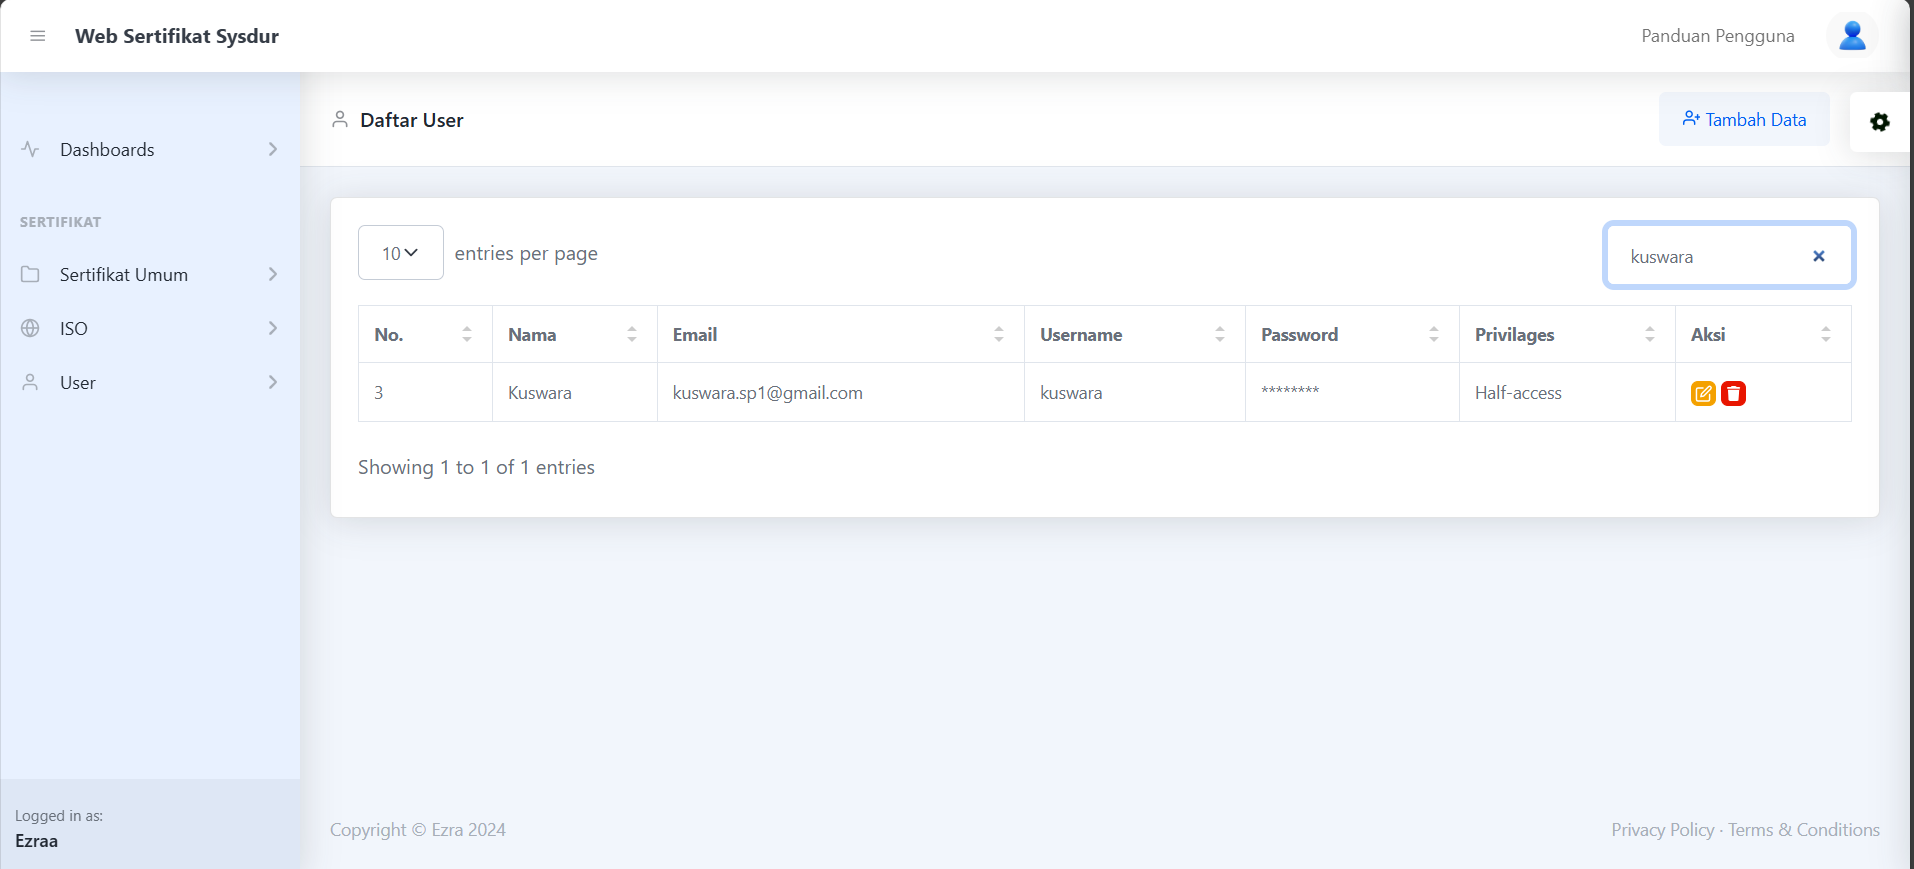 Web Sertifikat Sysdur
Panduan Pengguna
Dashboards
SERTIFIKAT
Sertifikat Umum
ISO
User
Logged in as:
Ezraa
Daftar User
Tambah Data
10 entries per page
kuswara
No. Nama Email Username Password Privilages Aksi
3 Kuswara kuswara.sp1@gmail.com kuswara ******** Half-access
Showing 1 to 1 of 1 entries
Copyright © Ezra 2024
Privacy Policy · Terms & Conditions